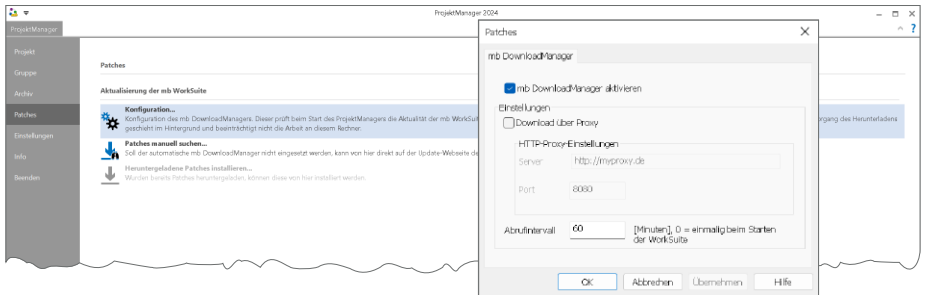 ProjektManager 2024
ProjektManager
?
Projekt
Gruppe
Archiv
Patches
Einstellungen
Info
Beenden
Patches
Aktualisierung der mb WorkSuite
Konfiguration...
Konfiguration des mb DownloadManagers. Dieser prüft beim Start des ProjektManagers die Aktualität der mb WorkSuit
organg des Herunterladens
geschieht im Hintergrund und beeinträchtigt nicht die Arbeit an diesem Rechner.
Patches manuell suchen...
Soll der automatische mb DownloadManager nicht eingesetzt werden, kann von hier direkt auf der Update-Webseite de
Heruntergeladene Patches installieren...
Wurden bereits Patches heruntergeladen, können diese von hier installiert werden.
Patches
mb DownloadManager
mb DownloadManager aktivieren
Einstellungen
Download über Proxy
HTTP-Proxy-Einstellungen
Server http://myproxy.de
Port 8080
Abrufintervall 60 [Minuten], 0 = einmalig beim Starten
der WorkSuite
OK Abbrechen Übernehmen Hilfe